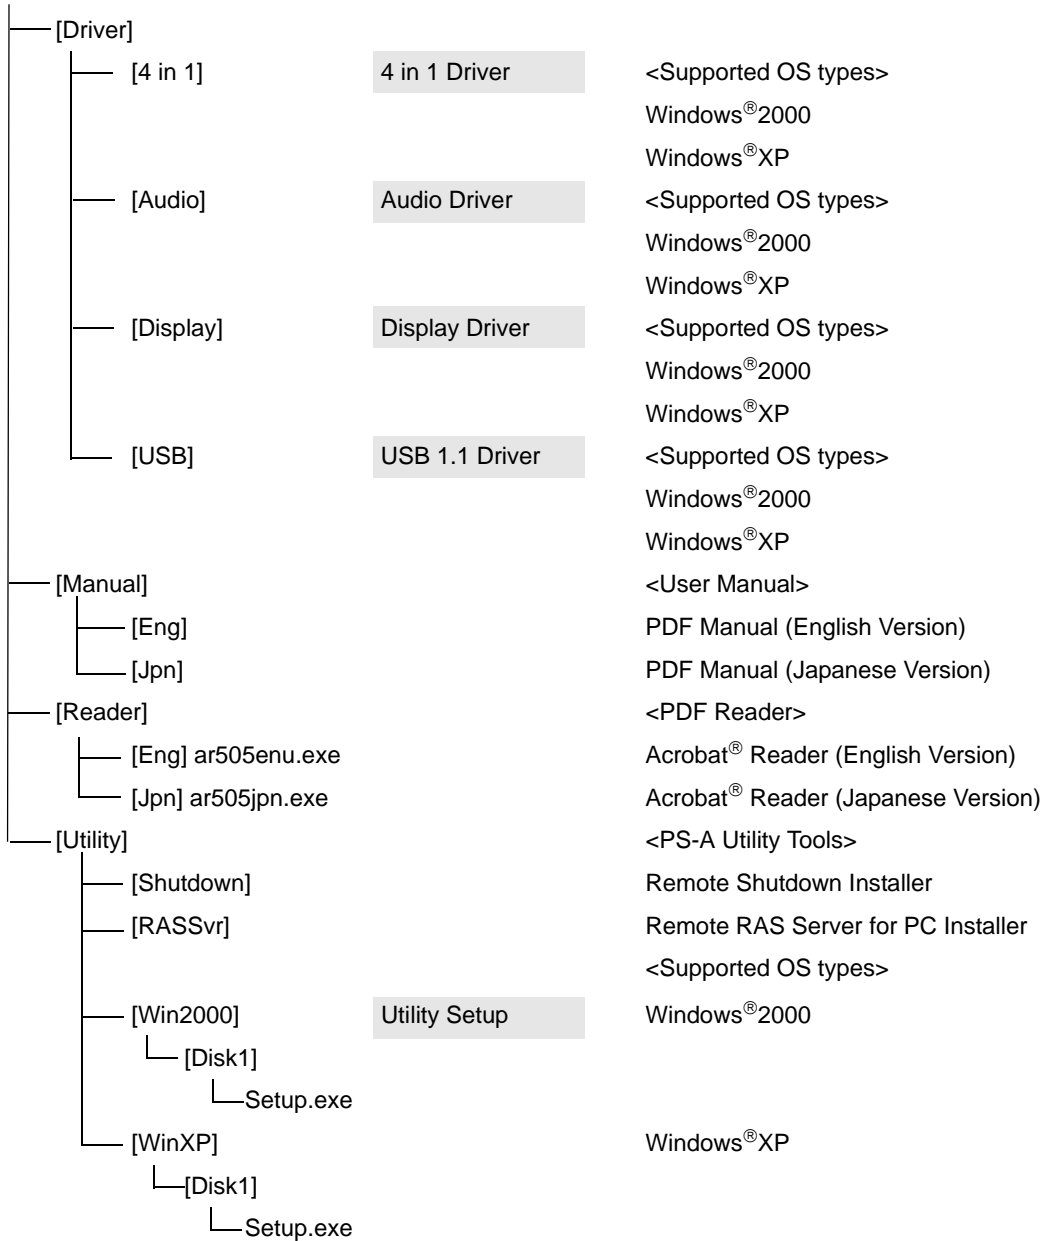 [Driver]
[4 in 1] 4 in 1 Driver <Supported OS types>
Windows®2000
Windows®XP
[Audio] Audio Driver <Supported OS types>
Windows®2000
Windows®XP
[Display] Display Driver <Supported OS types>
Windows®2000
Windows®XP
[USB] USB 1.1 Driver <Supported OS types>
Windows®2000
Windows®XP
[Manual] <User Manual>
[Eng] PDF Manual (English Version)
[Jpn] PDF Manual (Japanese Version)
[Reader] <PDF Reader>
[Eng] ar505enu.exe Acrobat® Reader (English Version)
[Jpn] ar505jpn.exe Acrobat® Reader (Japanese Version)
[Utility] <PS-A Utility Tools>
[Shutdown] Remote Shutdown Installer
[RASSvr] Remote RAS Server for PC Installer
<Supported OS types>
[Win2000] Utility Setup Windows®2000
[Disk1]
Setup.exe
[WinXP] Windows®XP
[Disk1]
Setup.exe